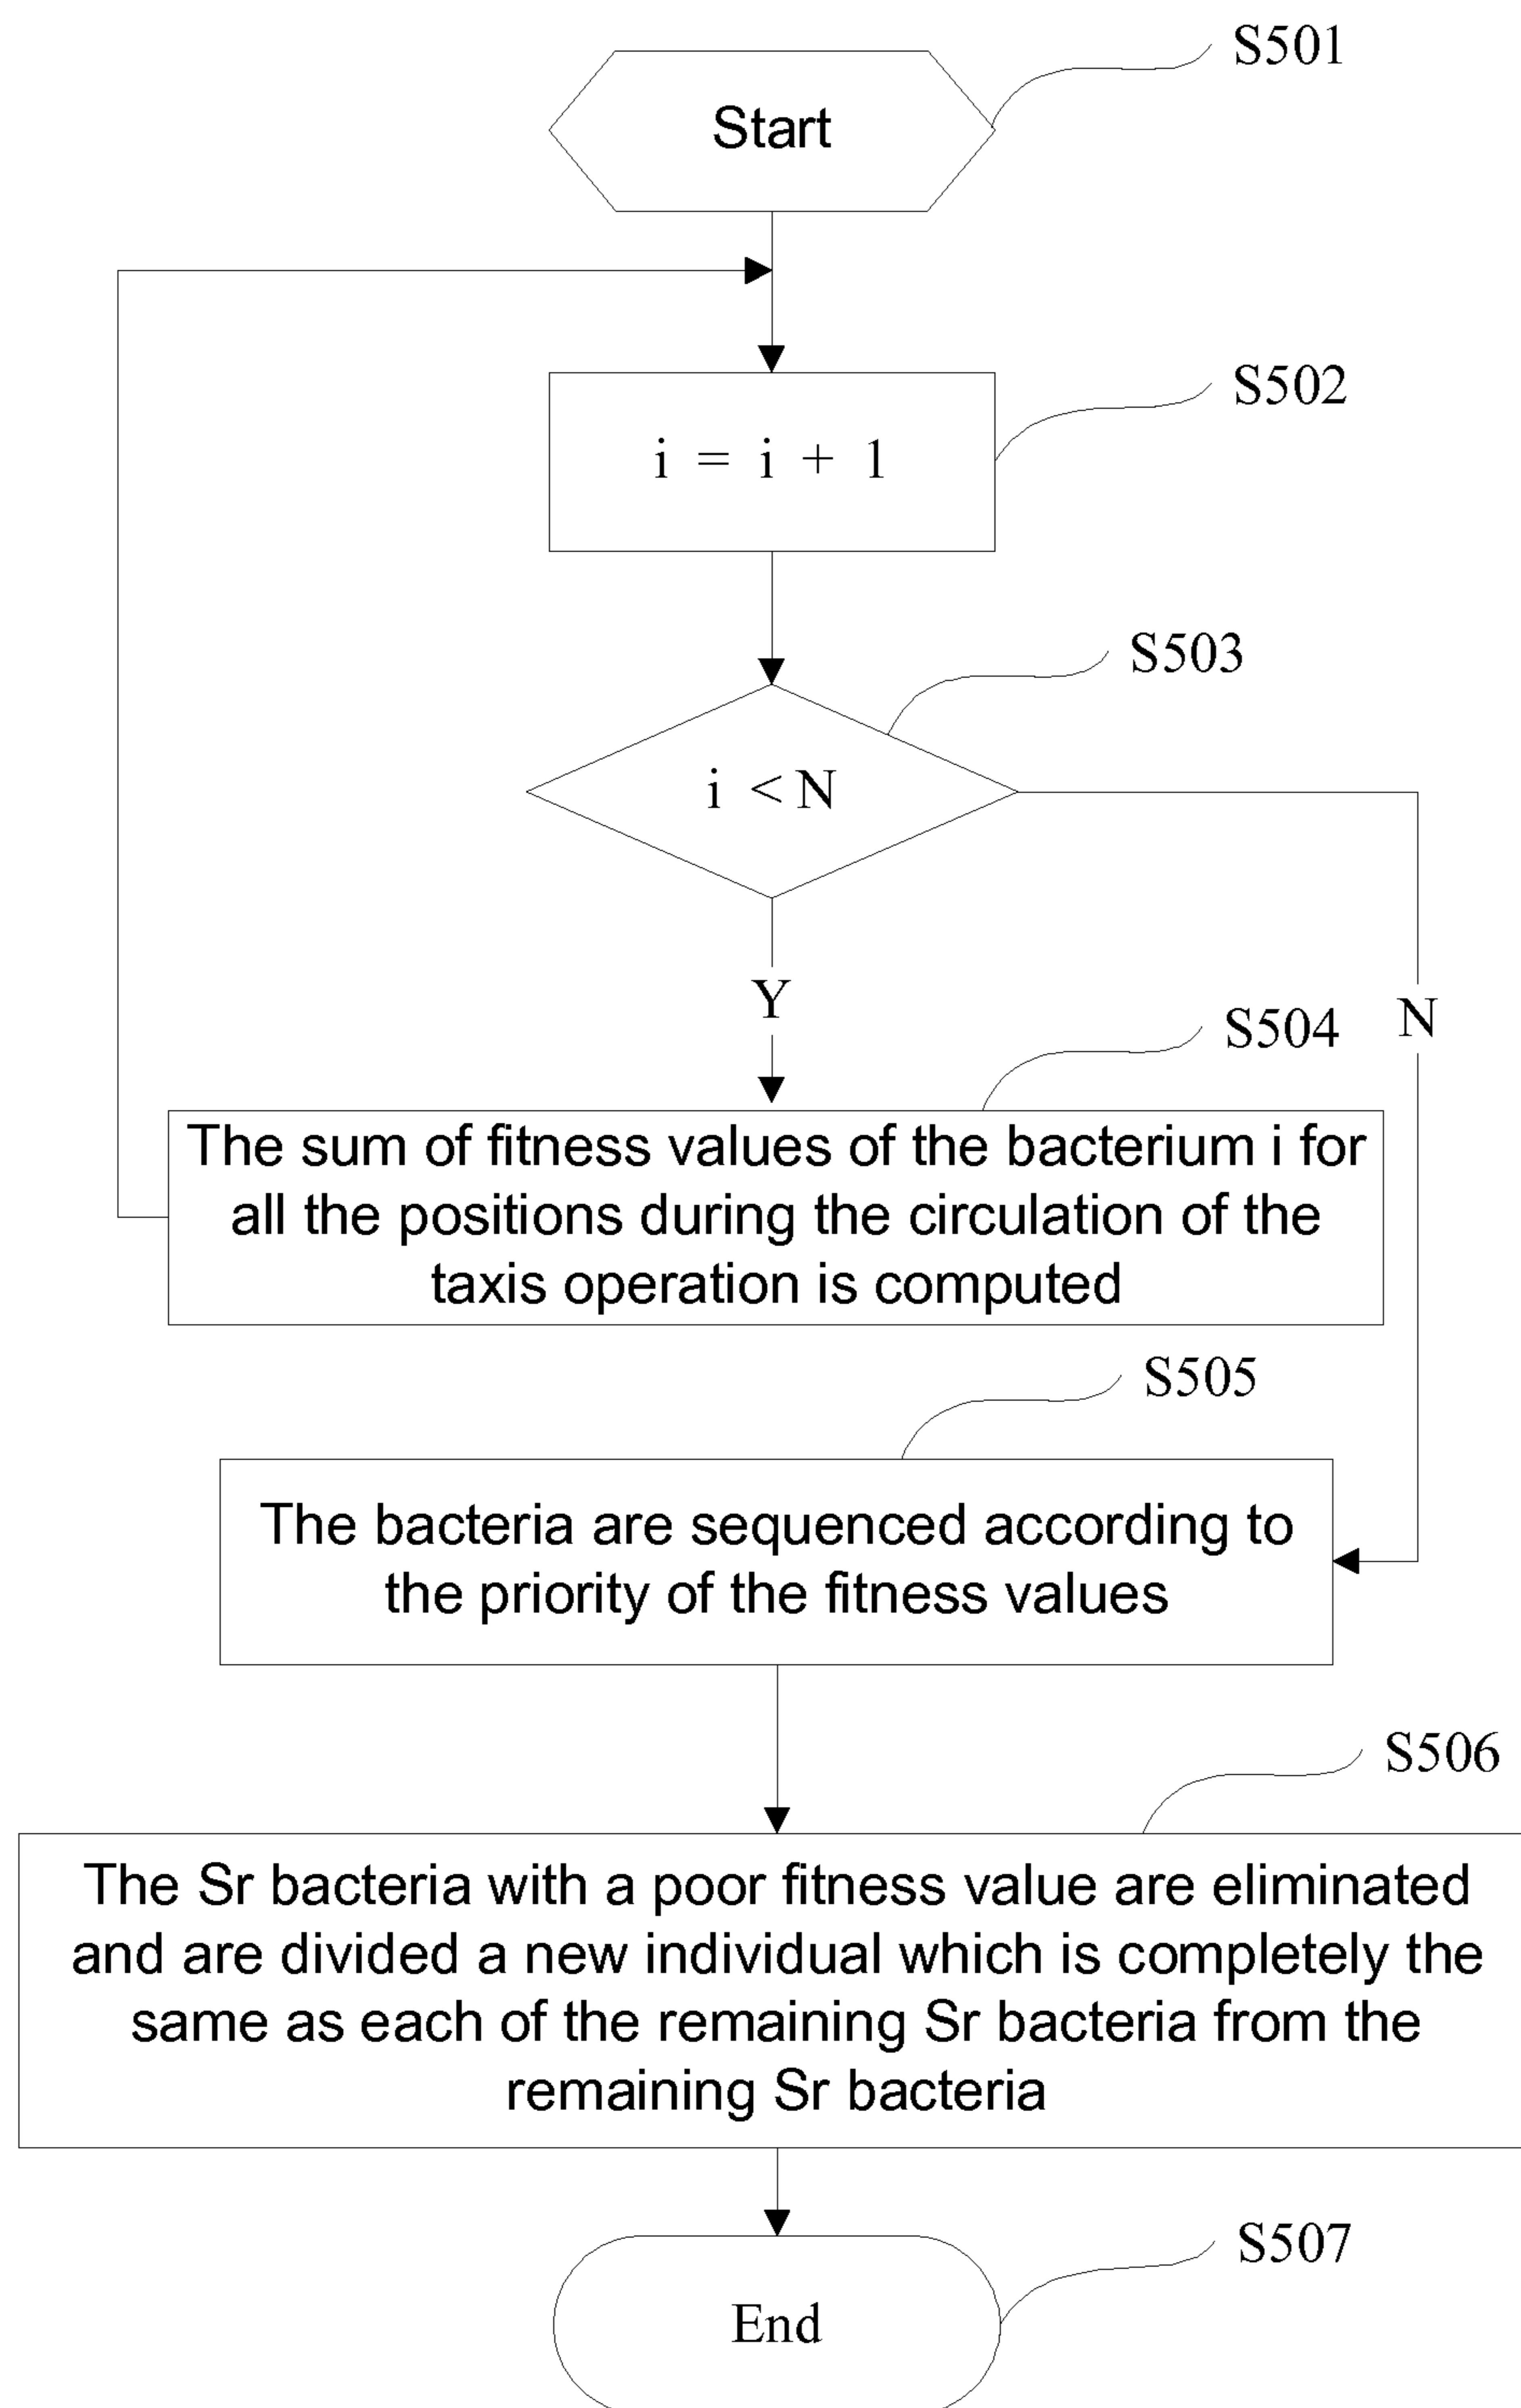 S501
Start
S502
i = i + 1
S503
i < N
Y
N
S504
The sum of fitness values of the bacterium i for
all the positions during the circulation of the
taxis operation is computed
S505
The bacteria are sequenced according to
the priority of the fitness values
S506
The Sr bacteria with a poor fitness value are eliminated
and are divided a new individual which is completely the
same as each of the remaining Sr bacteria from the
remaining Sr bacteria
S507
End